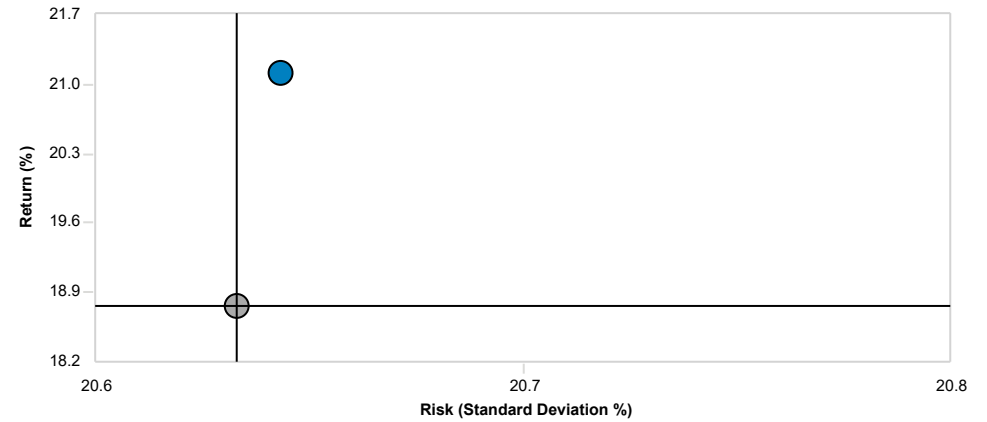 21.7
21.0
20.3
19.6
18.9
18.2
Return (%)
20.6 20.7 20.8
Risk (Standard Deviation %)